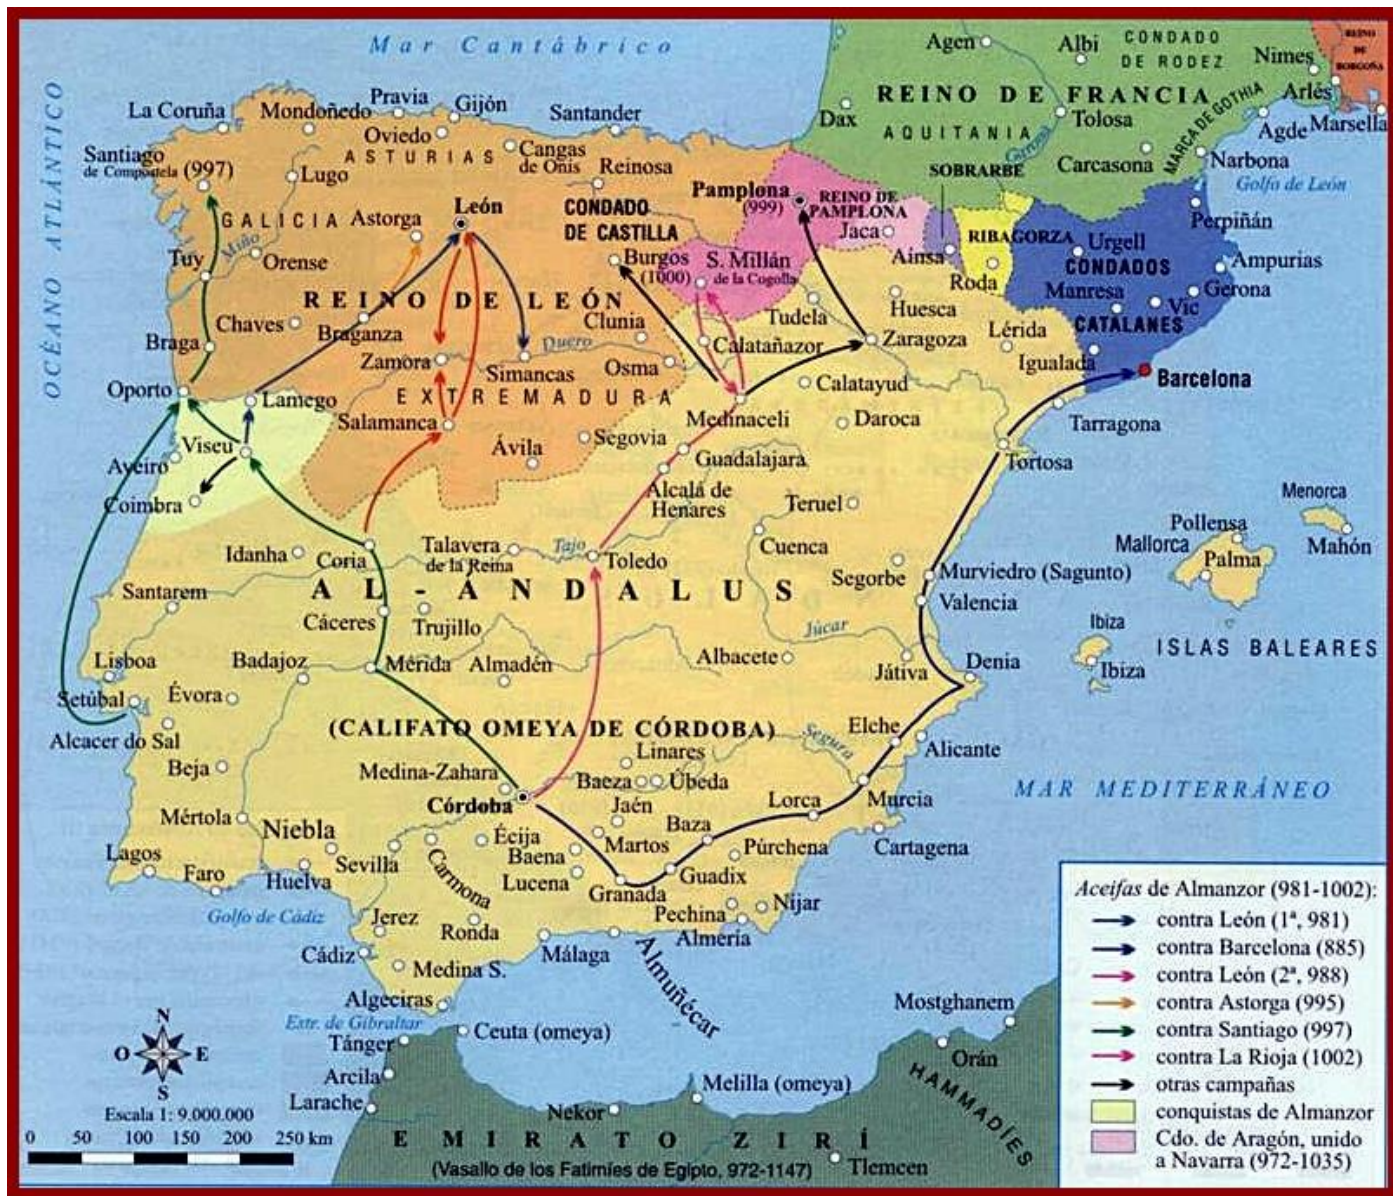 Mar Cantábrico
OCÉANO ATLÁNTICO
Agen
Albi
CONDADO
DE RODEZ
Nimes
REINO
DE
BORGOÑA
REINO DE FRANCIA
Arlés
Dax
AQUITANIA
Garona
Tolosa
MARCA DE GOTHIA
Agde
Marsella
Carcasona
Narbona
Golfo de León
Perpiñán
La Coruña
Mondoñedo
Pravia
Gijón
Santander
Oviedo
ASTURIAS
Cangas
de Onis
Reinosa
Santiago
de Compostela (997)
Lugo
GALICIA
Astorga
León
CONDADO
DE CASTILLA
Pamplona
(999)
REINO DE
PAMPLONA
SOBRARBE
Jaca
Aínsa
RIBAGORZA
Roda
Urgell
CONDADOS
Manresa
Vic
CATALANES
Ampurias
Gerona
Tuy
Miño
Orense
Burgos
(1000)
S. Millán
de la Cogolla
REINO DE LEÓN
Chaves
Braganza
Clunia
Tudela
Huesca
Braga
Zamora
Duero
Simancas
Osma
Calatañazor
Zaragoza
Lérida
Igualada
Barcelona
Oporto
Lamego
EXTREMADURA
Calatayud
Salamanca
Medinaceli
Daroca
Tarragona
Viseu
Aveiro
Ávila
Segovia
Guadalajara
Tortosa
Coimbra
Alcalá de
Henares
Teruel
Menorca
Pollensa
Mallorca
Mahón
Palma
Idanha
Coria
Talavera
de la Reina
Tajo
Toledo
Cuenca
Segorbe
Murviedro (Sagunto)
AL-ÁNDALUS
Santarem
Cáceres
Trujillo
Valencia
Júcar
Ibiza
ISLAS BALEARES
Ibiza
Lisboa
Badajoz
Mérida
Almadén
Albacete
Játiva
Denia
Setúbal
Évora
Alcacer do Sal
(CALIFATO OMEYA DE CÓRDOBA)
Segura
Elche
Alicante
Beja
Medina-Zahara
Linares
Baeza
Úbeda
MAR MEDITERRÁNEO
Córdoba
Jaén
Lorca
Murcia
Mértola
Niebla
Écija
Martos
Baza
Cartagena
Lagos
Faro
Huelva
Sevilla
Carmona
Baena
Lucena
Púrchena
Granada
Guadix
Golfo de Cádiz
Jerez
Ronda
Pechina
Nijar
Almería
Cádiz
Málaga
Almuñécar
Medina S.
Algeciras
Estr. de Gibraltar
Ceuta (omeya)
Tánger
Mostghanem
Orán
HAMMADÍES
Arcila
Larache
Melilla (omeya)
Nekor
EMIRATO ZIRÍ
(Vasallo de los Fatimíes de Egipto, 972-1147)
Tlemcen
N
O
E
S
Escala 1: 9.000.000
0 50 100 150 200 250 km
Aceifas de Almanzor (981-1002):
contra León (1ª, 981)
contra Barcelona (885)
contra León (2ª, 988)
contra Astorga (995)
contra Santiago (997)
contra La Rioja (1002)
otras campañas
conquistas de Almanzor
Cdo. de Aragón, unido
a Navarra (972-1035)